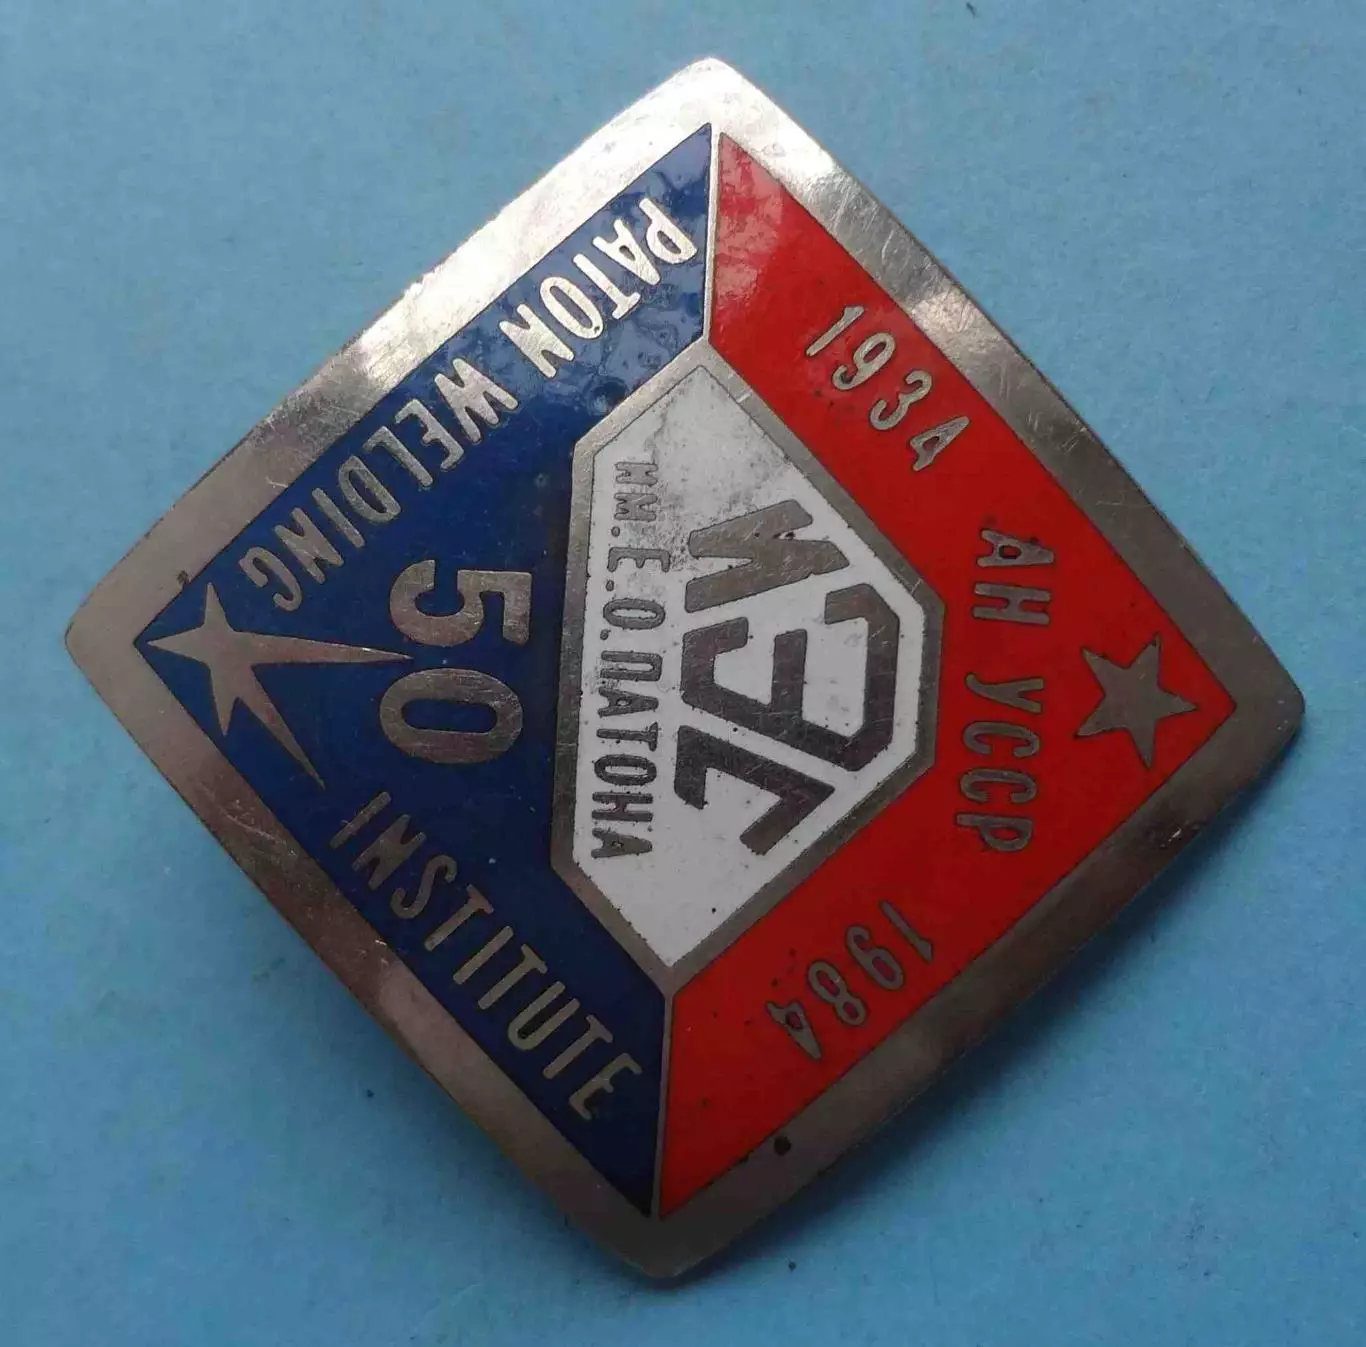 АН УССР
1934 1984
ИЭС
ИМ. Е.О. ПАТОНА
50
PATON WELDING INSTITUTE